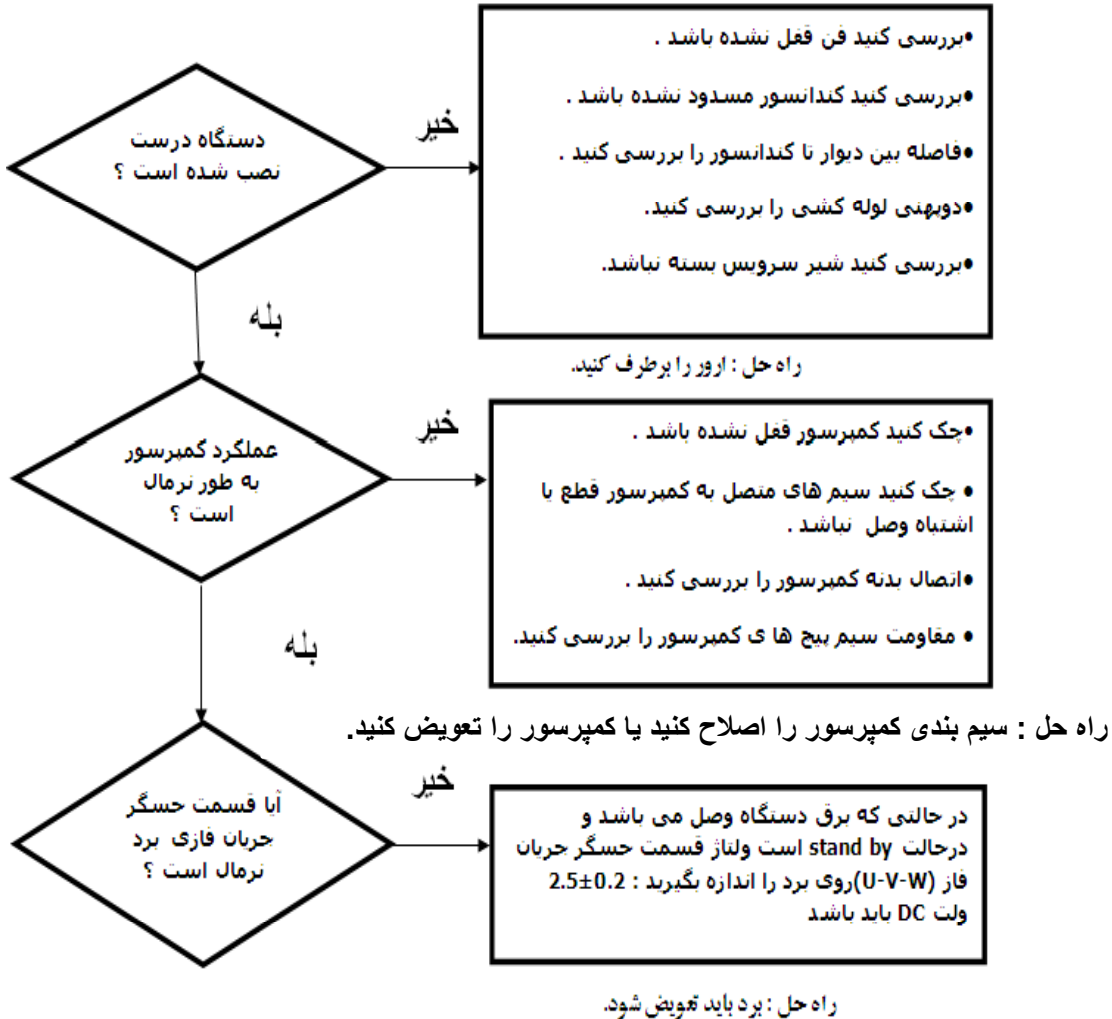 دستگاه درست
نصب شده است ؟
خیر
•بررسی کنید فن قفل نشده باشد .
•بررسی کنید کندانسور مسدود نشده باشد .
•فاصله بین دیوار تا کندانسور را بررسی کنید .
•دوپهنی لوله کشی را بررسی کنید.
•بررسی کنید شیر سرویس بسته نباشد.
راه حل : ارور را برطرف کنید.
بله
عملکرد کمپرسور
به طور نرمال
است ؟
خیر
•چک کنید کمپرسور قفل نشده باشد .
• چک کنید سیم های متصل به کمپرسور قطع یا
اشتباه وصل نباشد .
•اتصال بدنه کمپرسور را بررسی کنید .
• مقاومت سیم پیچ ها ی کمپرسور را بررسی کنید.
راه حل : سیم بندی کمپرسور را اصلاح کنید یا کمپرسور را تعویض کنید.
بله
آیا قسمت حسگر
جریان فازی برد
نرمال است ؟
خیر
در حالتی که برق دستگاه وصل می باشد و
درحالت stand by است ولتاژ قسمت حسگر جریان
فاز (U-V-W)روی برد را اندازه بگیرید : 2.5±0.2
ولت DC باید باشد
راه حل : برد باید تعویض شود.